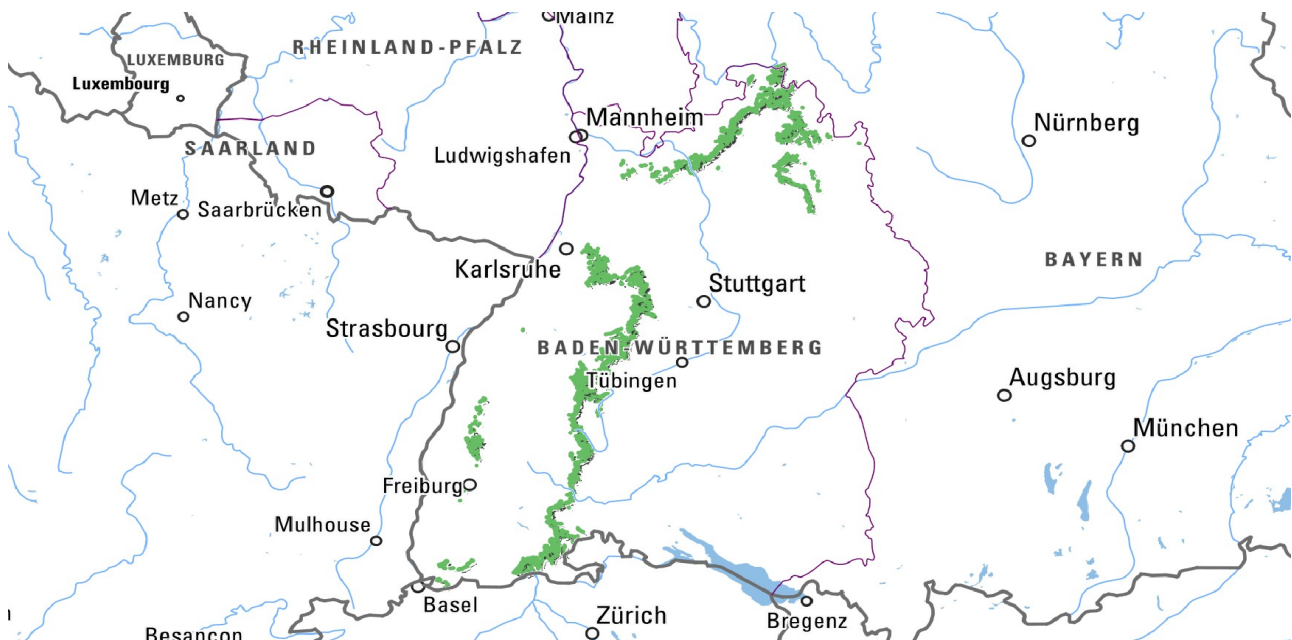 Mainz
RHEINLAND-PFALZ
LUXEMBURG
Luxembourg
Mannheim
Nürnberg
SAARLAND
Ludwigshafen
Metz
Saarbrücken
Karlsruhe
BAYERN
Stuttgart
Nancy
Strasbourg
BADEN-WÜRTTEMBERG
Tübingen
Augsburg
München
Freiburg
Mulhouse
Basel
Zürich
Bregenz
Besançon